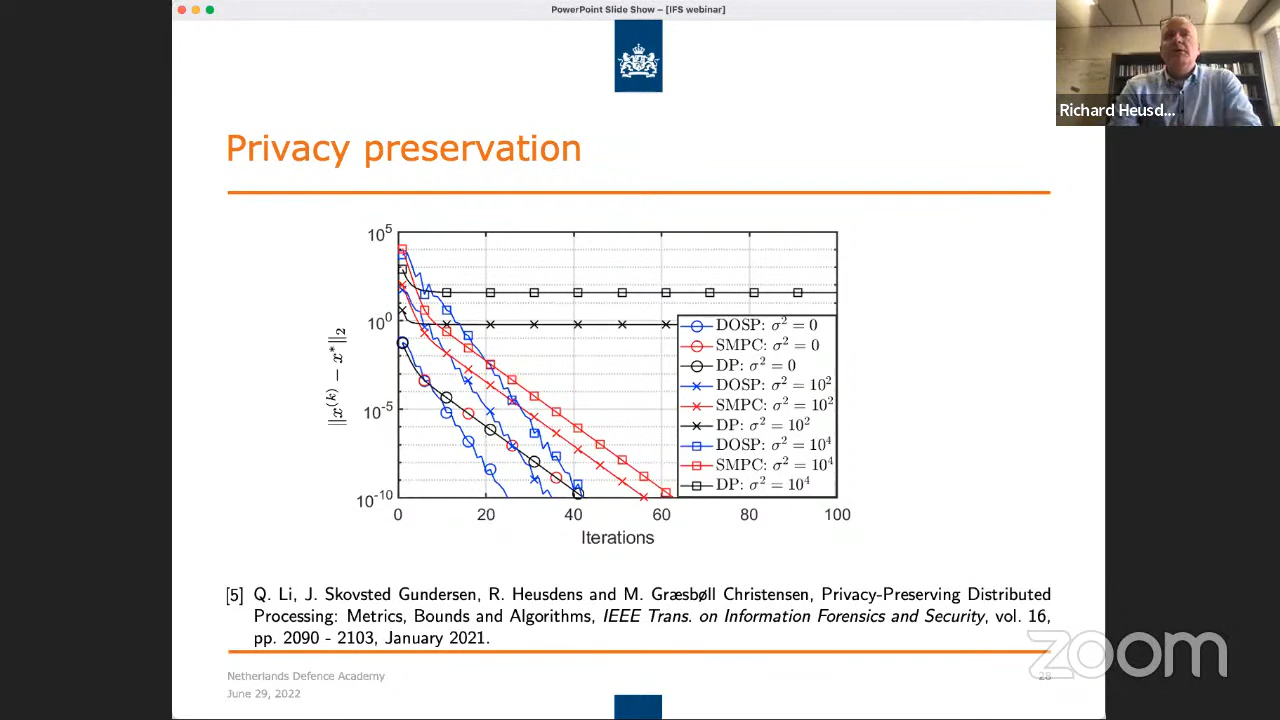 PowerPoint Slide Show – [IFS webinar]
Richard Heusd...
Privacy preservation
10^5
10^0
10^-5
10^-10
||x^(k) − x*||_2
0 20 40 60 80 100
Iterations
DOSP: σ² = 0
SMPC: σ² = 0
DP: σ² = 0
DOSP: σ² = 10²
SMPC: σ² = 10²
DP: σ² = 10²
DOSP: σ² = 10⁴
SMPC: σ² = 10⁴
DP: σ² = 10⁴
[5] Q. Li, J. Skovsted Gundersen, R. Heusdens and M. Græsbøll Christensen, Privacy-Preserving Distributed
Processing: Metrics, Bounds and Algorithms, IEEE Trans. on Information Forensics and Security, vol. 16,
pp. 2090 - 2103, January 2021.
zoom
Netherlands Defence Academy
28
June 29, 2022